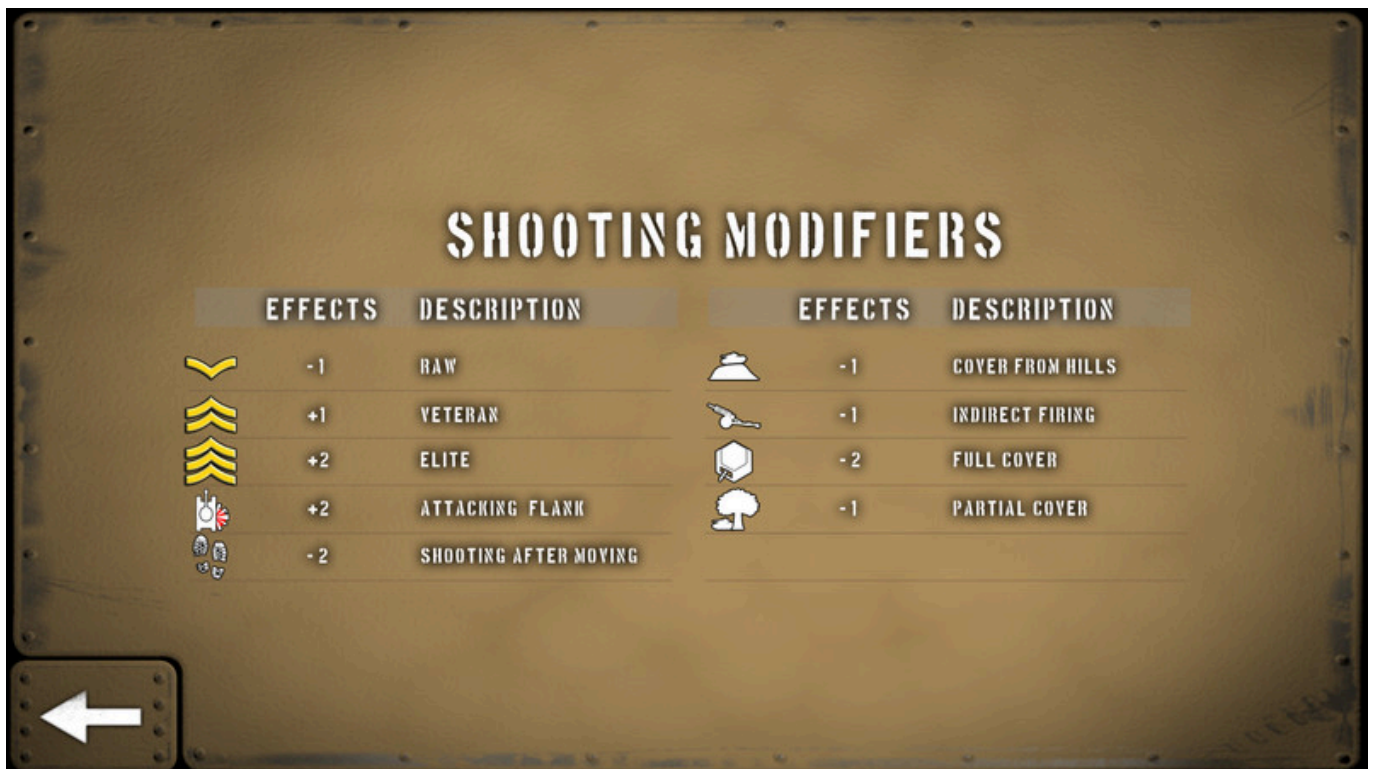 SHOOTING MODIFIERS
EFFECTS DESCRIPTION
-1 RAW
+1 VETERAN
+2 ELITE
+2 ATTACKING FLANK
-2 SHOOTING AFTER MOVING
EFFECTS DESCRIPTION
-1 COVER FROM HILLS
-1 INDIRECT FIRING
-2 FULL COVER
-1 PARTIAL COVER